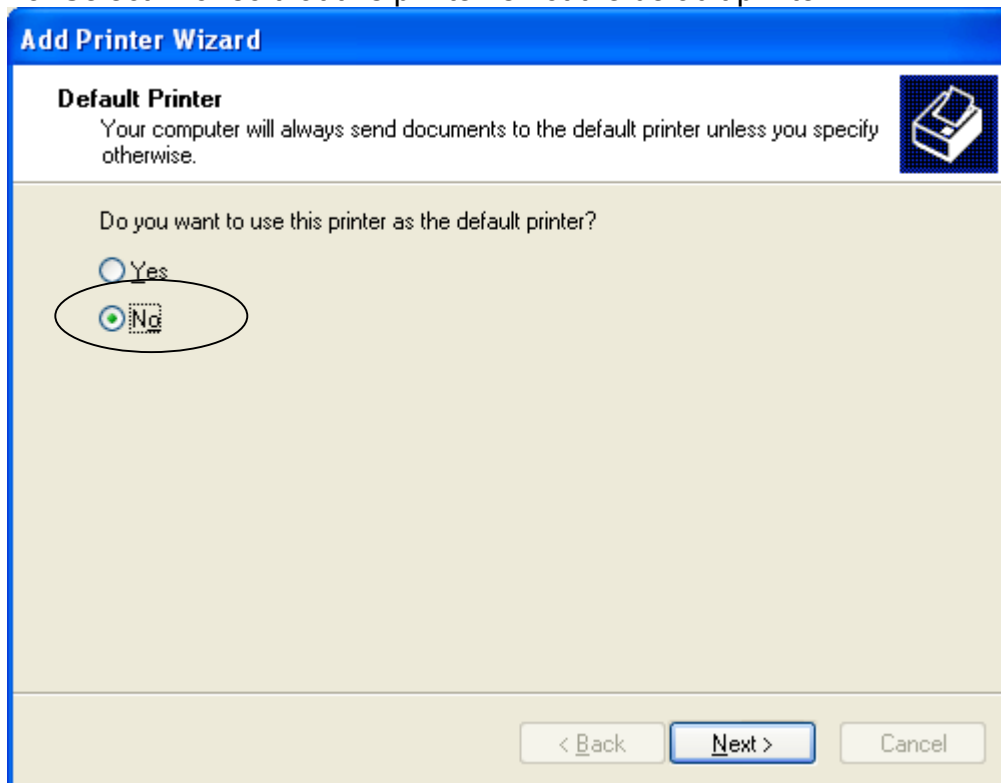 Add Printer Wizard
Default Printer
Your computer will always send documents to the default printer unless you specify
otherwise.
Do you want to use this printer as the default printer?
Yes
No
< Back Next > Cancel